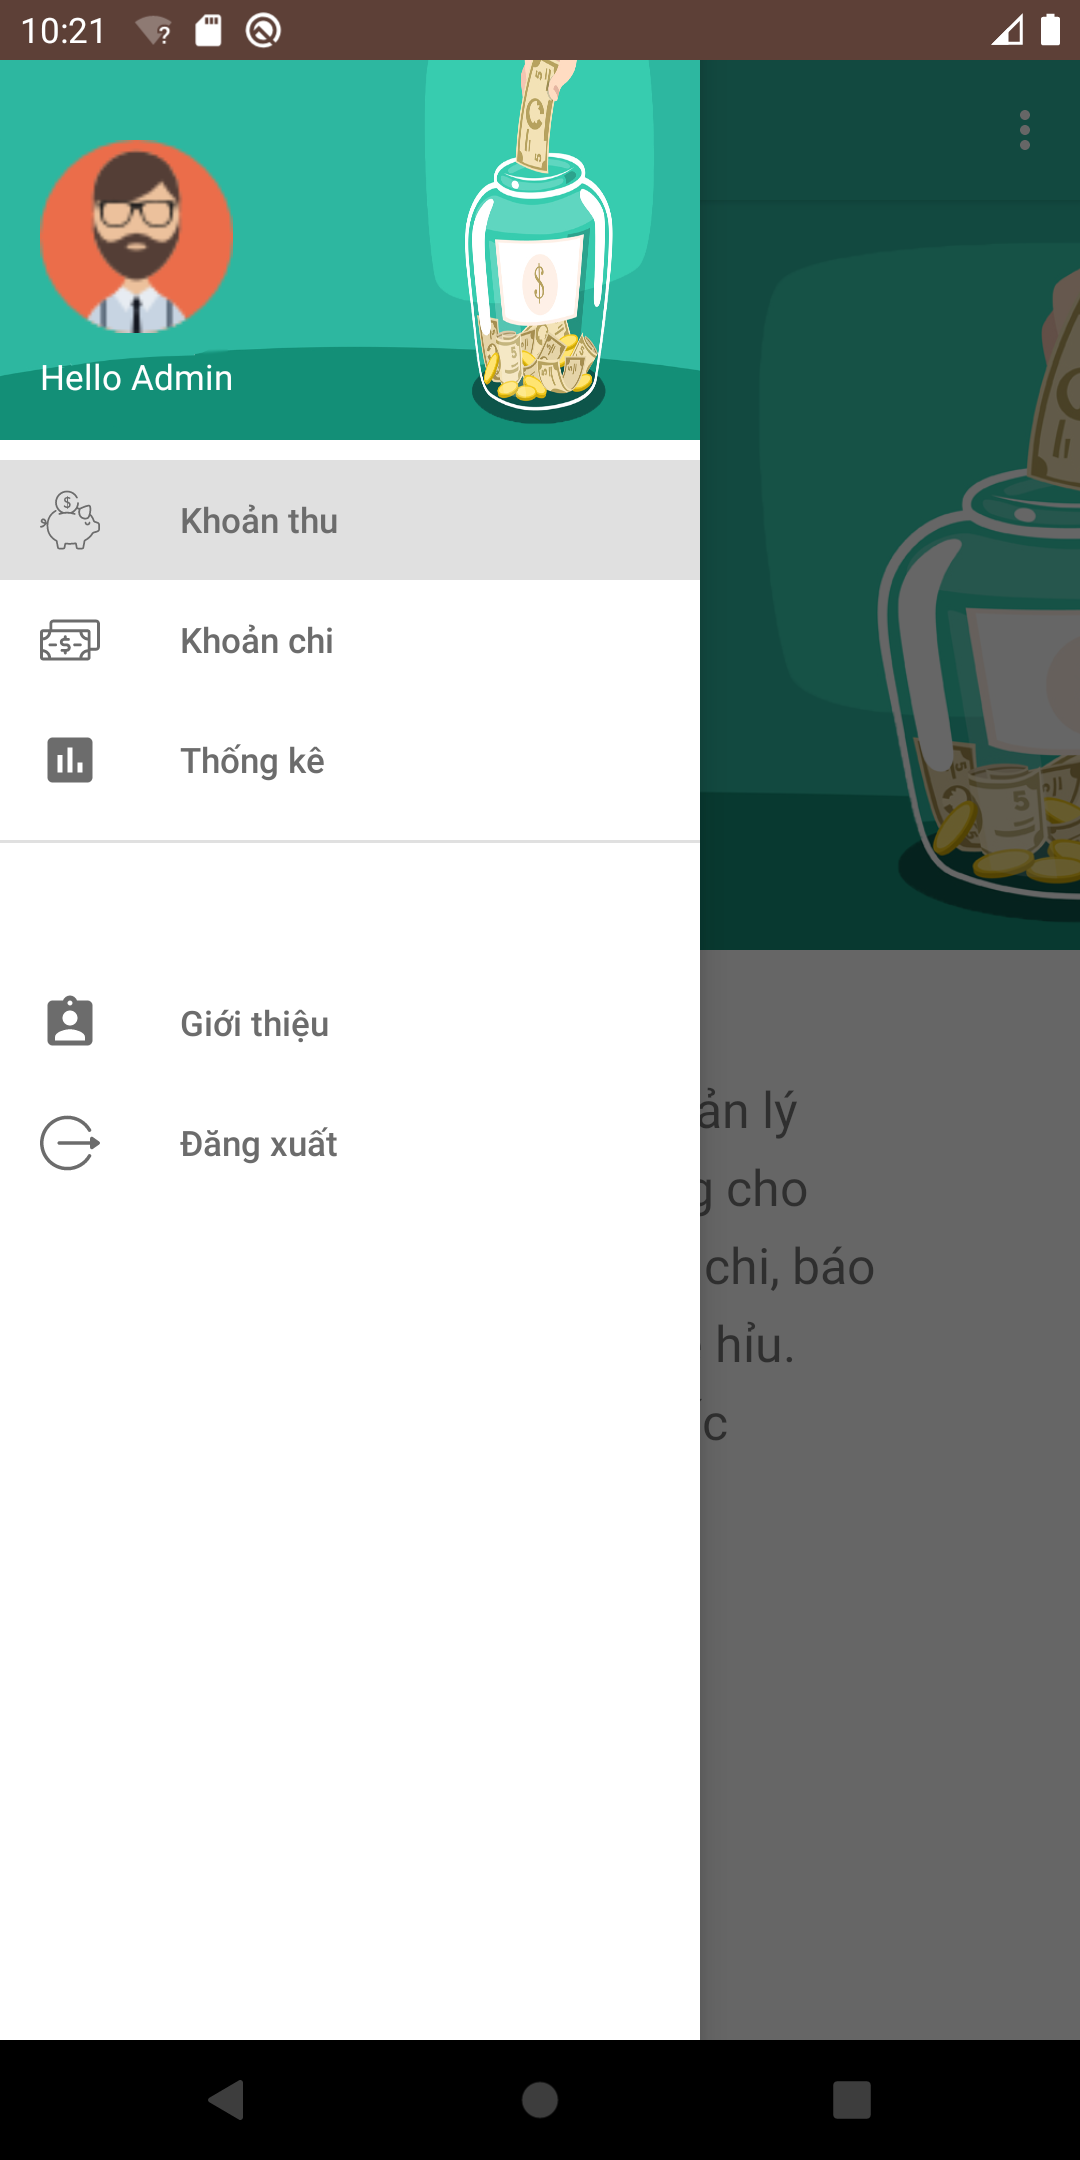 10:21
Hello Admin
Khoản thu
Khoản chi
Thống kê
Giới thiệu
Đăng xuất
lý
cho
chi, báo
hỉu.